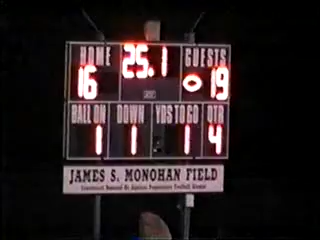 HOME 25.1 GUESTS
16 19
BALL ON DOWN YDS TO GO QTR
1 1 1 4
JAMES S. MONOHAN FIELD